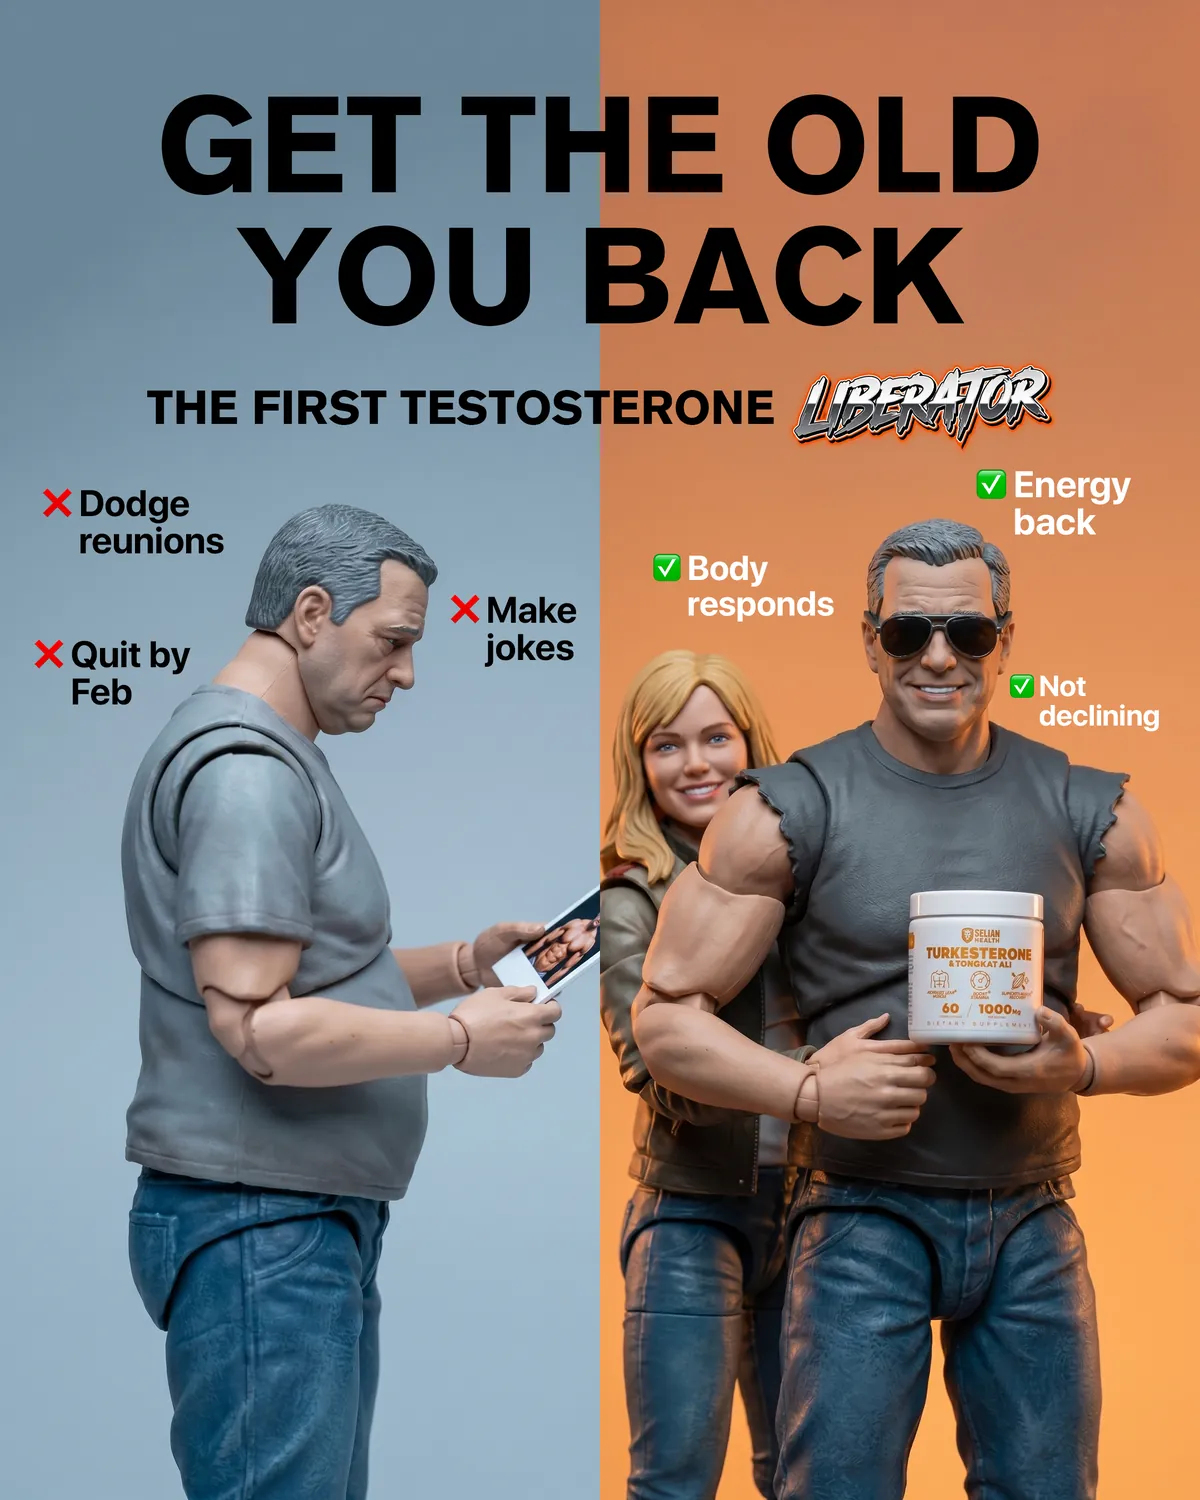 GET THE OLD
YOU BACK
THE FIRST TESTOSTERONE LIBERATOR
❌ Dodge
reunions
❌ Make
jokes
❌ Quit by
Feb
✅ Energy
back
✅ Body
responds
✅ Not
declining
SELIAN
HEALTH
TURKESTERONE
& TONGKAT ALI
60
1000MG
DIETARY SUPPLEMENT